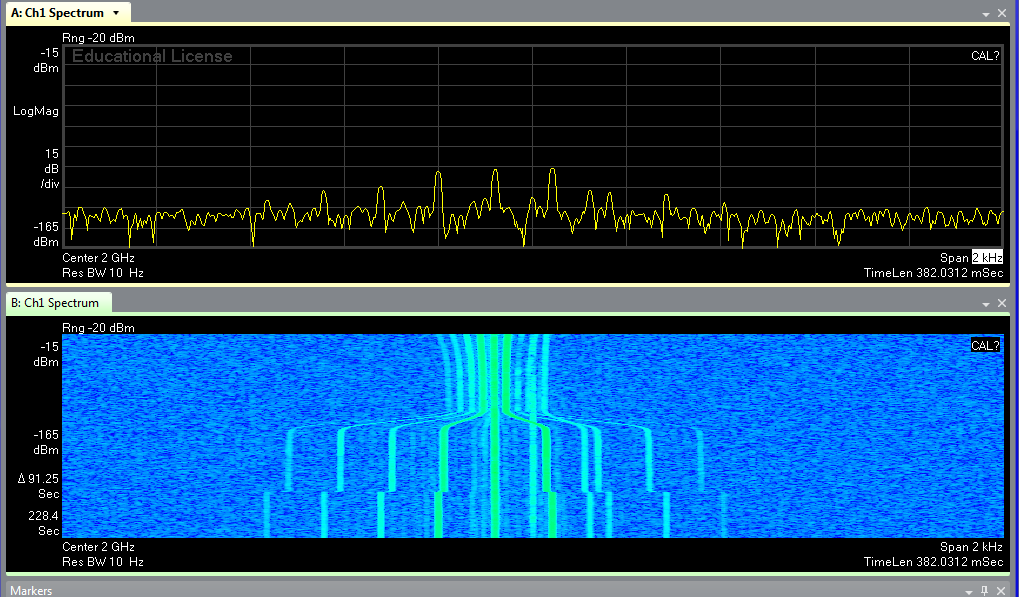 A: Ch1 Spectrum
Rng -20 dBm
-15
dBm
Educational License
CAL?
LogMag
15
dB
/div
-165
dBm
Center 2 GHz
Span 2 kHz
Res BW 10 Hz
TimeLen 382.0312 mSec
B: Ch1 Spectrum
Rng -20 dBm
-15
dBm
CAL?
-165
dBm
Δ 91.25
Sec
228.4
Sec
Center 2 GHz
Span 2 kHz
Res BW 10 Hz
TimeLen 382.0312 mSec
Markers